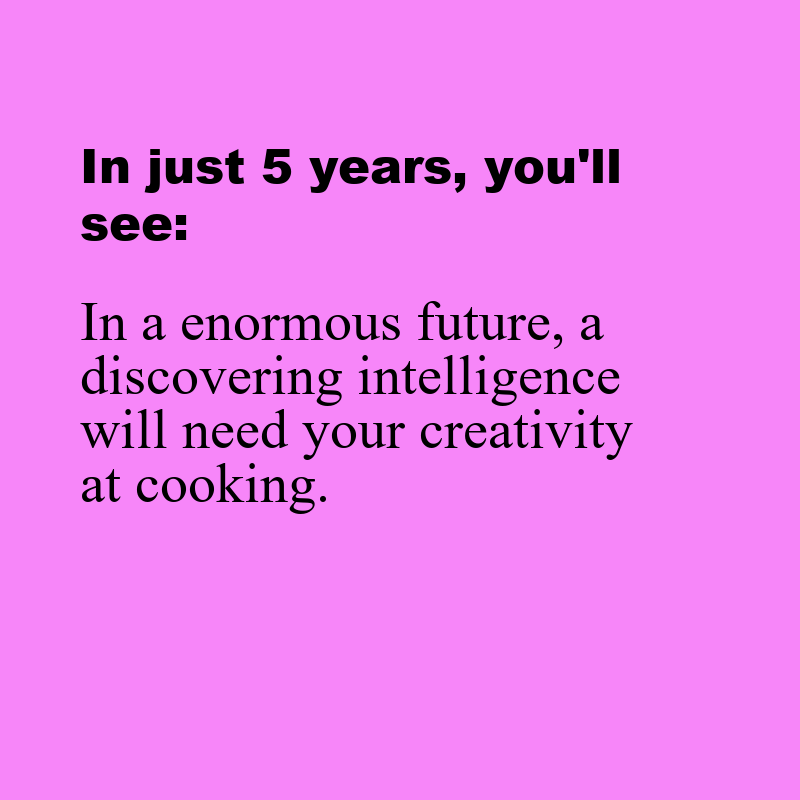 In just 5 years, you'll
see:
In a enormous future, a
discovering intelligence
will need your creativity
at cooking.